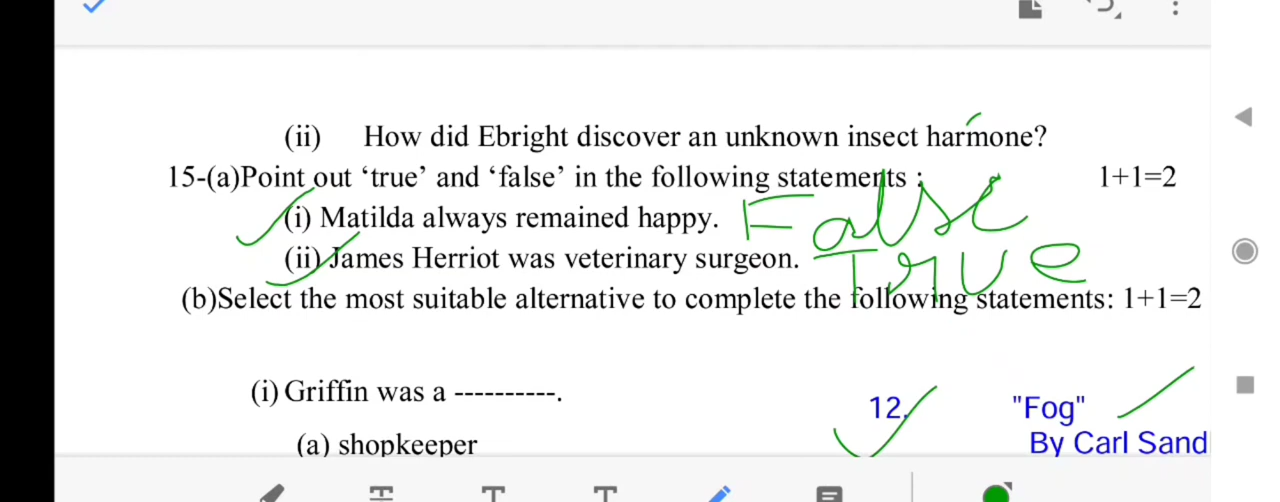 (ii) How did Ebright discover an unknown insect harmone?
15-(a)Point out ‘true’ and ‘false’ in the following statements : 1+1=2
(i) Matilda always remained happy. False
(ii) James Herriot was veterinary surgeon. True
(b)Select the most suitable alternative to complete the following statements: 1+1=2
(i) Griffin was a ----------.
12. "Fog"
(a) shopkeeper
By Carl Sand